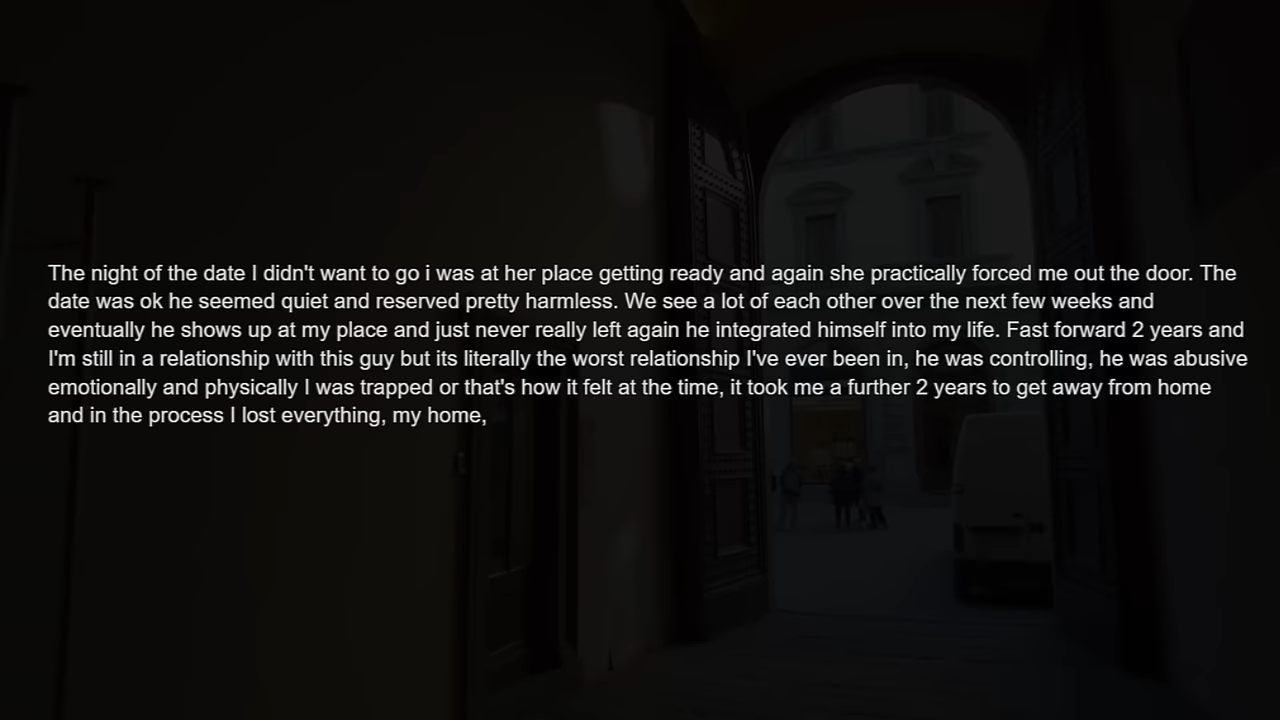 The night of the date I didn't want to go i was at her place getting ready and again she practically forced me out the door. The
date was ok he seemed quiet and reserved pretty harmless. We see a lot of each other over the next few weeks and
eventually he shows up at my place and just never really left again he integrated himself into my life. Fast forward 2 years and
I'm still in a relationship with this guy but its literally the worst relationship I've ever been in, he was controlling, he was abusive
emotionally and physically I was trapped or that's how it felt at the time, it took me a further 2 years to get away from home
and in the process I lost everything, my home,